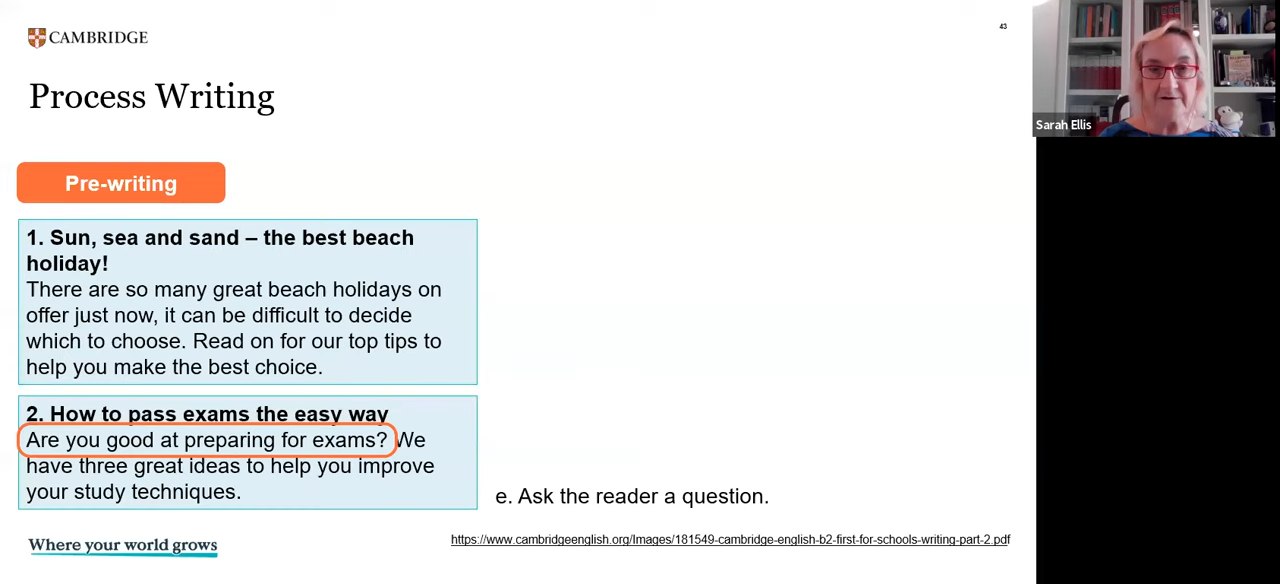 CAMBRIDGE
43
Process Writing
Sarah Ellis
Pre-writing
1. Sun, sea and sand – the best beach
holiday!
There are so many great beach holidays on
offer just now, it can be difficult to decide
which to choose. Read on for our top tips to
help you make the best choice.
2. How to pass exams the easy way
Are you good at preparing for exams? We
have three great ideas to help you improve
your study techniques.
e. Ask the reader a question.
Where your world grows
https://www.cambridgeenglish.org/Images/181549-cambridge-english-b2-first-for-schools-writing-part-2.pdf